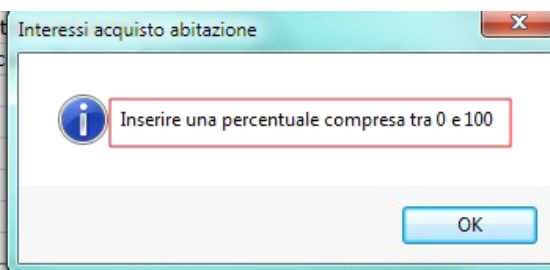 Interessi acquisto abitazione
Inserire una percentuale compresa tra 0 e 100
OK